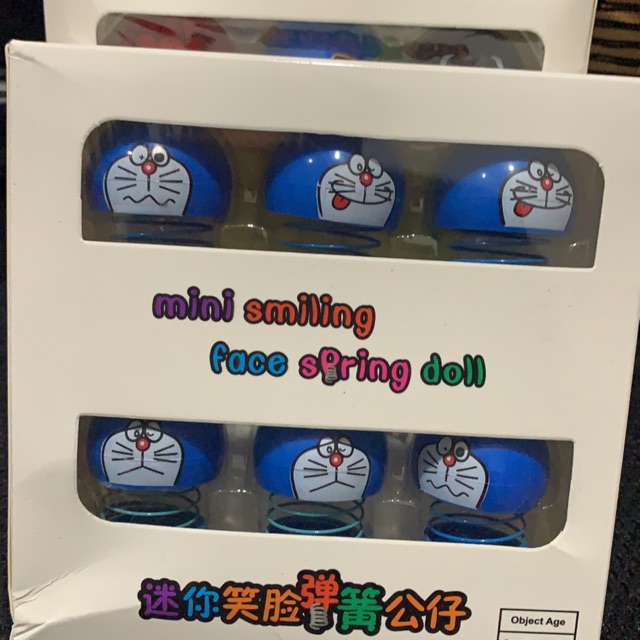 mini smiling
face spring doll
迷你笑脸弹簧公仔
Object Age